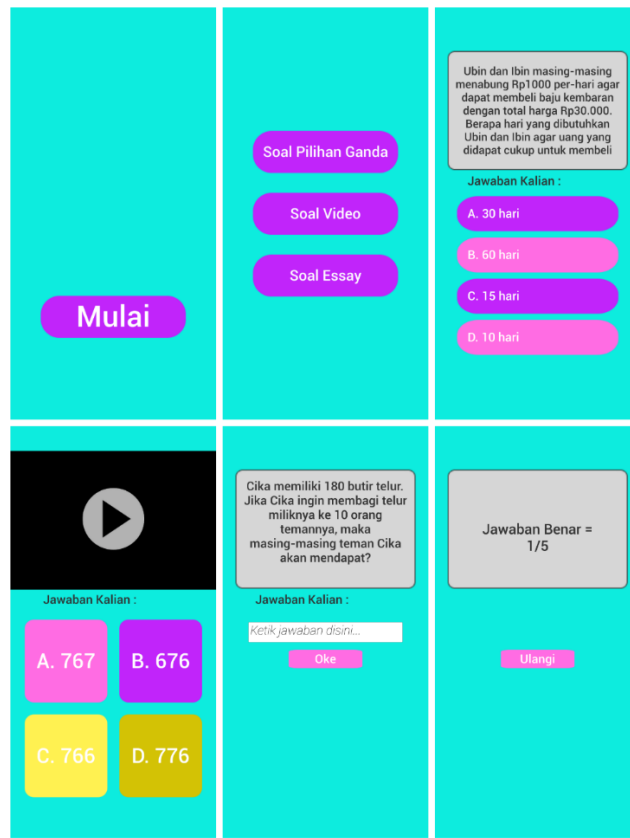 Mulai
Soal Pilihan Ganda
Soal Video
Soal Essay
Ubin dan Ibin masing-masing
menabung Rp1000 per-hari agar
dapat membeli baju kembaran
dengan total harga Rp30.000.
Berapa hari yang dibutuhkan
Ubin dan Ibin agar uang yang
didapat cukup untuk membeli
Jawaban Kalian :
A. 30 hari
B. 60 hari
C. 15 hari
D. 10 hari
Jawaban Kalian :
A. 767
B. 676
C. 766
D. 776
Cika memiliki 180 butir telur.
Jika Cika ingin membagi telur
miliknya ke 10 orang
temannya, maka
masing-masing teman Cika
akan mendapat?
Jawaban Kalian :
Ketik jawaban disini...
Oke
Jawaban Benar =
1/5
Ulangi